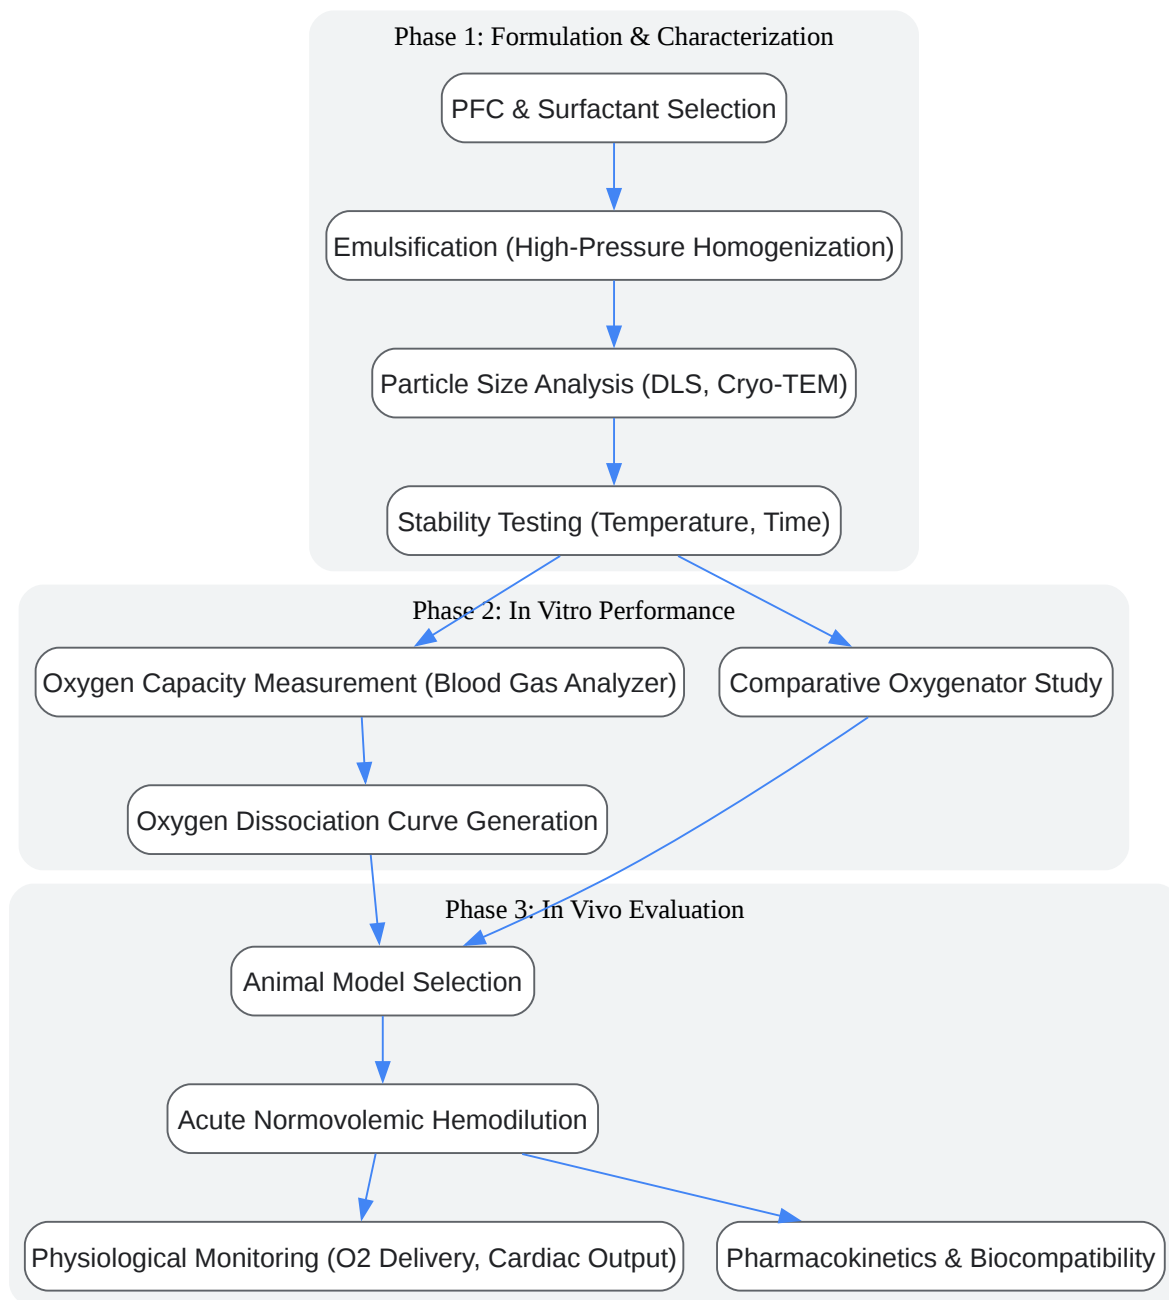 Phase 1: Formulation & Characterization
PFC & Surfactant Selection
Emulsification (High-Pressure Homogenization)
Particle Size Analysis (DLS, Cryo-TEM)
Stability Testing (Temperature, Time)
Phase 2: In Vitro Performance
Oxygen Capacity Measurement (Blood Gas Analyzer)
Comparative Oxygenator Study
Oxygen Dissociation Curve Generation
Phase 3: In Vivo Evaluation
Animal Model Selection
Acute Normovolemic Hemodilution
Physiological Monitoring (O2 Delivery, Cardiac Output)
Pharmacokinetics & Biocompatibility